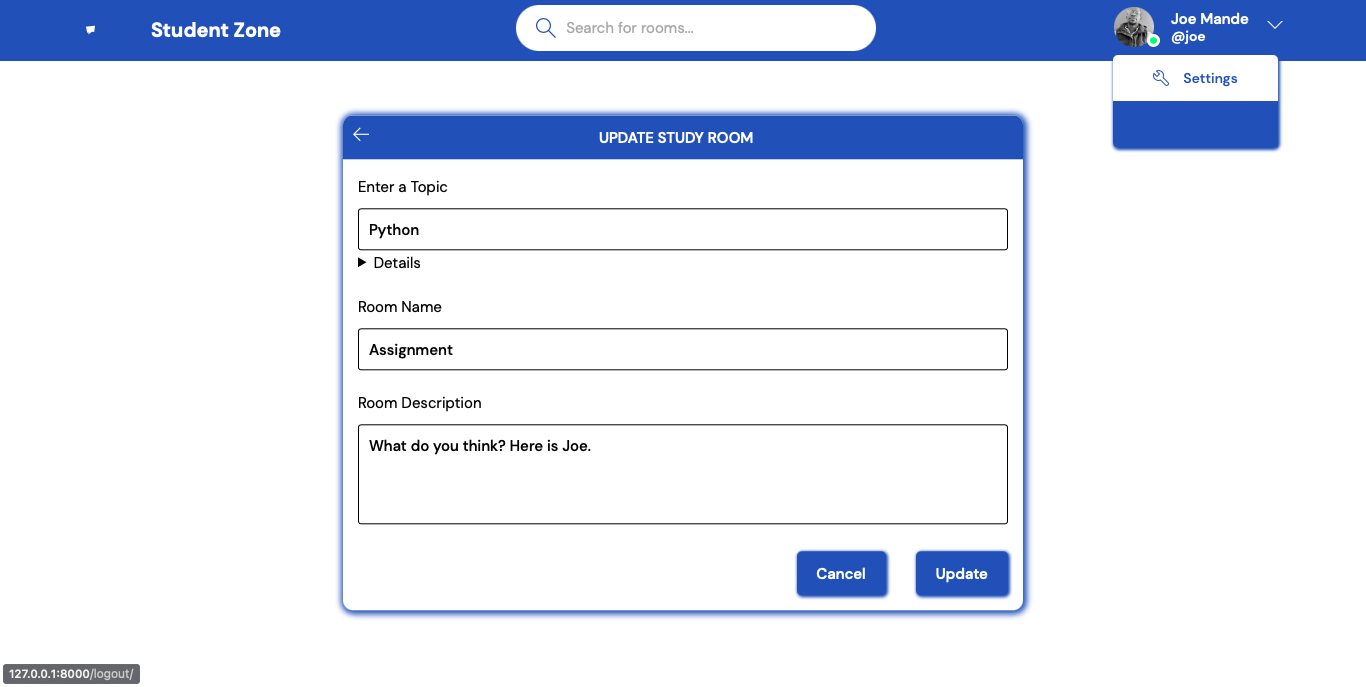 Student Zone
Search for rooms...
Joe Mande
@joe
Settings
UPDATE STUDY ROOM
Enter a Topic
Python
Details
Room Name
Assignment
Room Description
What do you think? Here is Joe.
Cancel
Update
127.0.0.1:8000/logout/